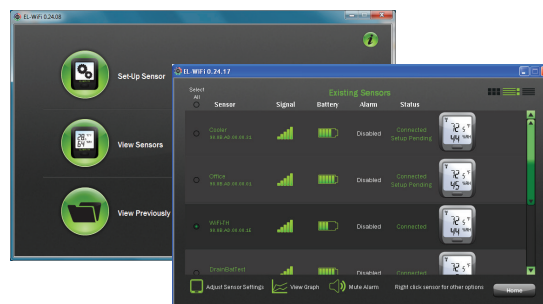 EL-WiFi 0.24.08
Set-Up Sensor
View Sensors
View Previously
EL-WiFi 0.24.17
Existing Sensors
Select All
Sensor Signal Battery Alarm Status
Cooler
Disabled
Connected
Setup Pending
Office
Disabled
Connected
Setup Pending
WiFi-TH
Disabled
Connected
DrainBatTest
Disabled
Connected
Adjust Sensor Settings
View Graph
Mute Alarm
Right click sensor for other options
Home